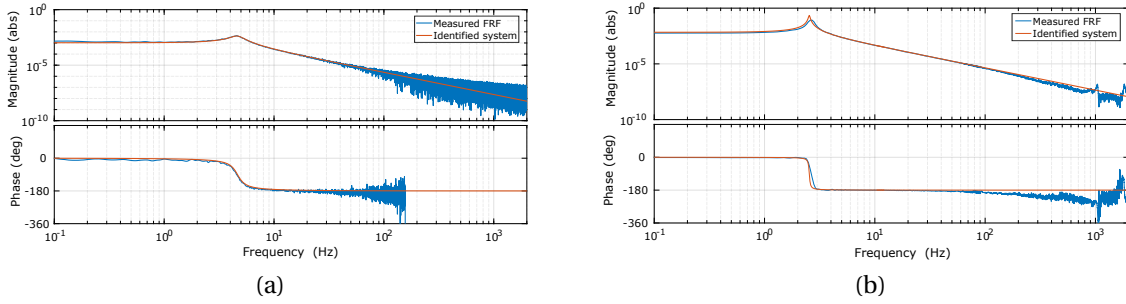 10^0
10^-5
10^-10
Magnitude (abs)
Measured FRF
Identified system
0
-180
-360
Phase (deg)
10^-1 10^0 10^1 10^2 10^3
Frequency (Hz)
(a)
10^0
10^-5
10^-10
Magnitude (abs)
Measured FRF
Identified system
0
-180
-360
Phase (deg)
10^-1 10^0 10^1 10^2 10^3
Frequency (Hz)
(b)